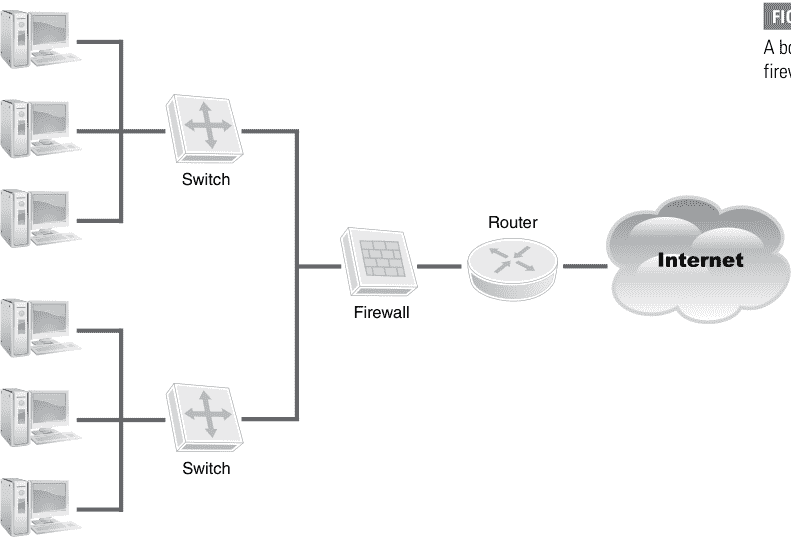 A
Switch
Router
Internet
Firewall
Switch